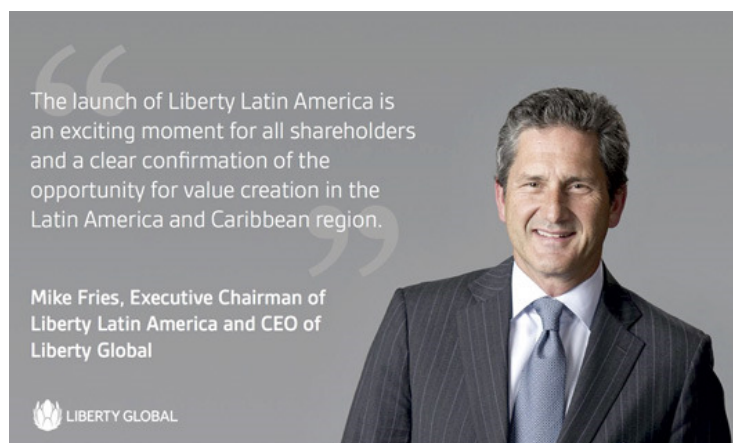 The launch of Liberty Latin America is
an exciting moment for all shareholders
and a clear confirmation of the
opportunity for value creation in the
Latin America and Caribbean region.
Mike Fries, Executive Chairman of
Liberty Latin America and CEO of
Liberty Global
LIBERTY GLOBAL